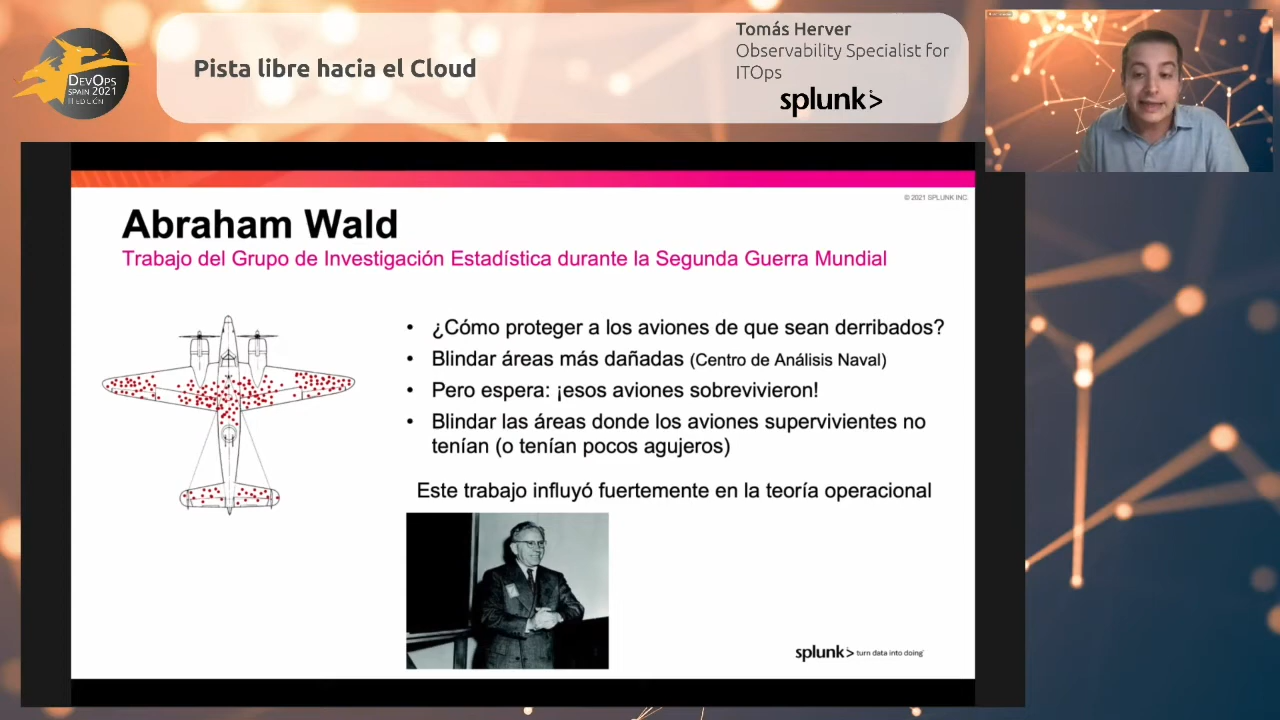 DEVOPS
SPAIN 2021
II EDICIÓN
Pista libre hacia el Cloud
Tomás Herver
Observability Specialist for
ITOps
splunk>
© 2021 SPLUNK INC.
Abraham Wald
Trabajo del Grupo de Investigación Estadística durante la Segunda Guerra Mundial
• ¿Cómo proteger a los aviones de que sean derribados?
• Blindar áreas más dañadas (Centro de Análisis Naval)
• Pero espera: ¡esos aviones sobrevivieron!
• Blindar las áreas donde los aviones supervivientes no
tenían (o tenían pocos agujeros)
Este trabajo influyó fuertemente en la teoría operacional
splunk> turn data into doing